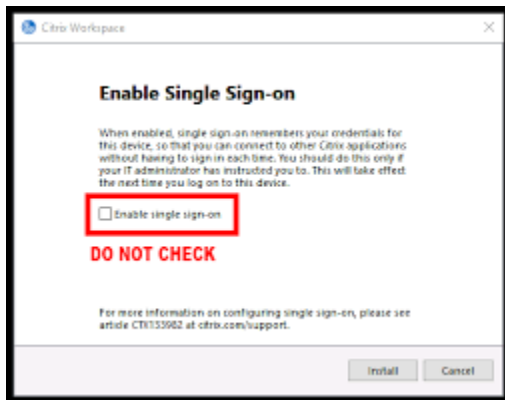 Citrix Workspace
Enable Single Sign-on
When enabled, single sign-on remembers your credentials for
this device, so that you can connect to other Citrix applications
without having to sign in each time. You should do this only if
your IT administrator has instructed you to. This will take effect
the next time you log on to this device.
Enable single sign-on
DO NOT CHECK
For more information on configuring single sign-on, please see
article CTX133982 at citrix.com/support.
Install Cancel